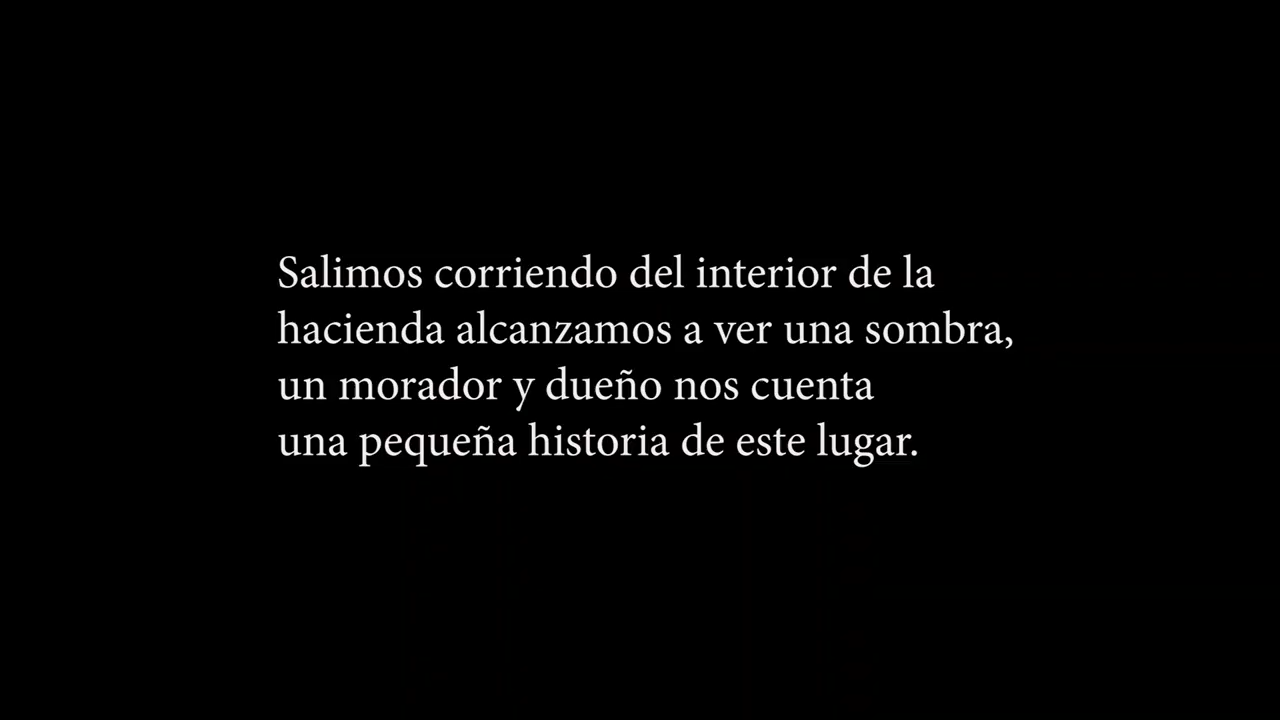 Salimos corriendo del interior de la
hacienda alcanzamos a ver una sombra,
un morador y dueño nos cuenta
una pequeña historia de este lugar.